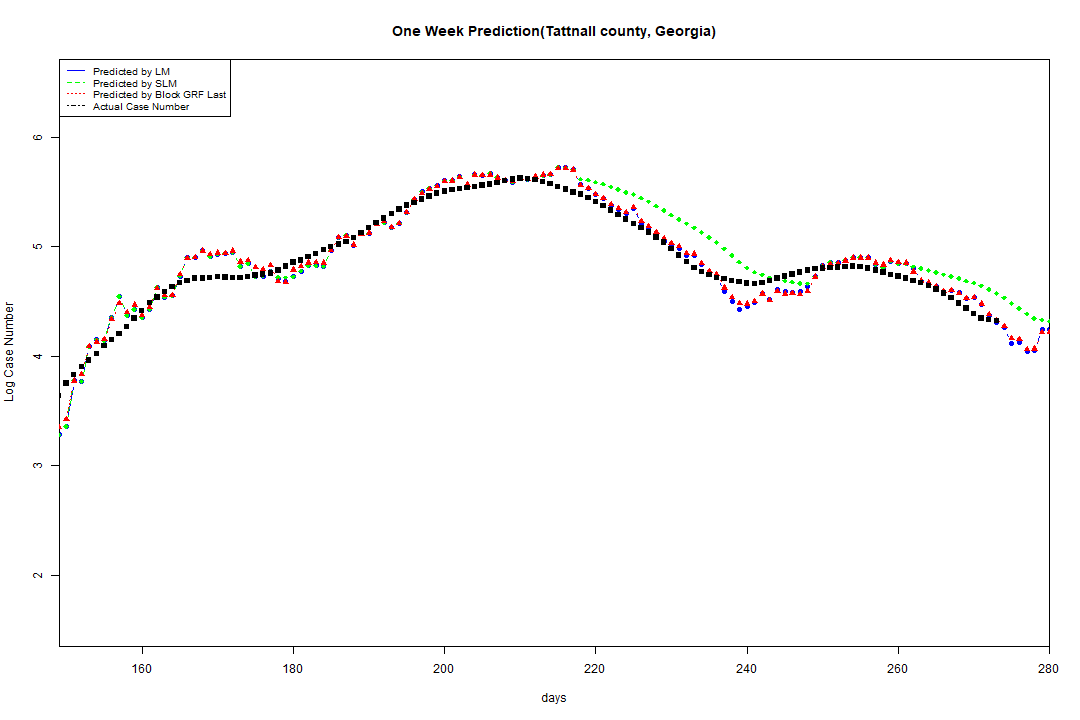 One Week Prediction(Tattnall county, Georgia)
Predicted by LM
Predicted by SLM
Predicted by Block GRF Last
Actual Case Number
6
5
4
3
2
Log Case Number
160 180 200 220 240 260 280
days